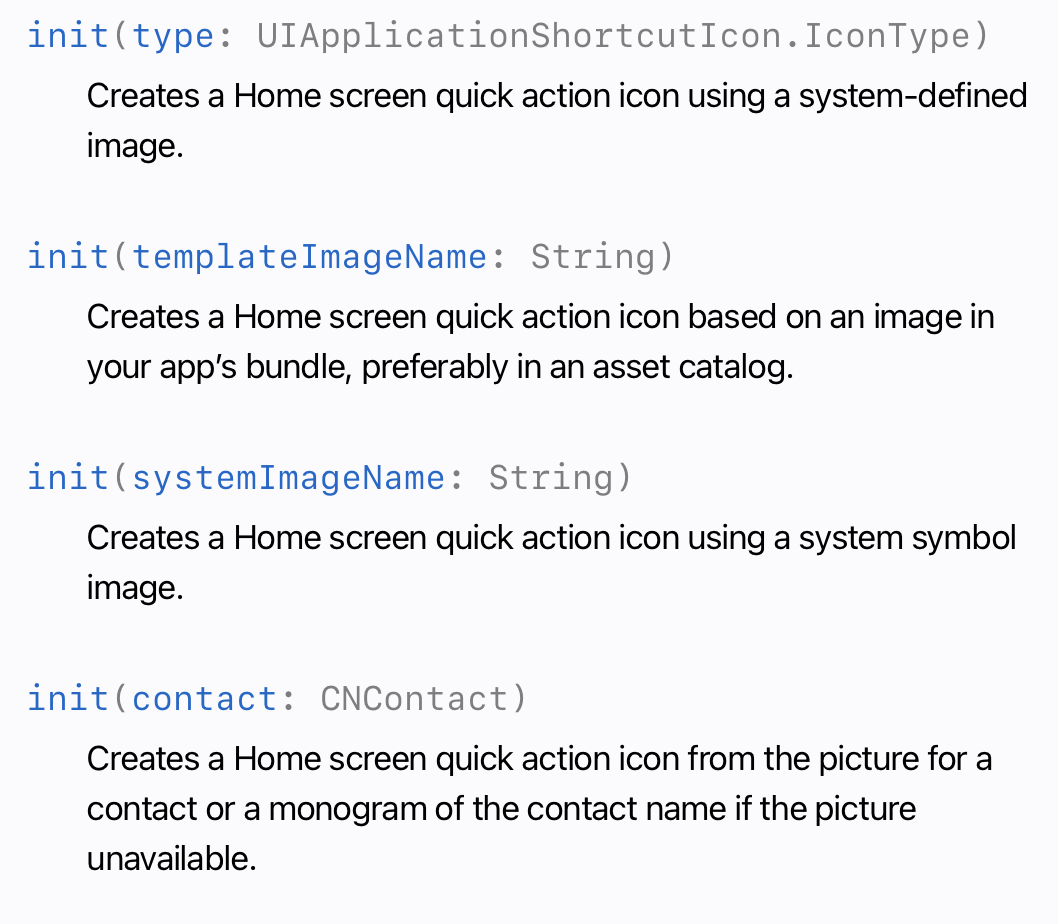 init(type: UIApplicationShortcutIcon.IconType)
Creates a Home screen quick action icon using a system-defined
image.
init(templateImageName: String)
Creates a Home screen quick action icon based on an image in
your app’s bundle, preferably in an asset catalog.
init(systemImageName: String)
Creates a Home screen quick action icon using a system symbol
image.
init(contact: CNContact)
Creates a Home screen quick action icon from the picture for a
contact or a monogram of the contact name if the picture
unavailable.